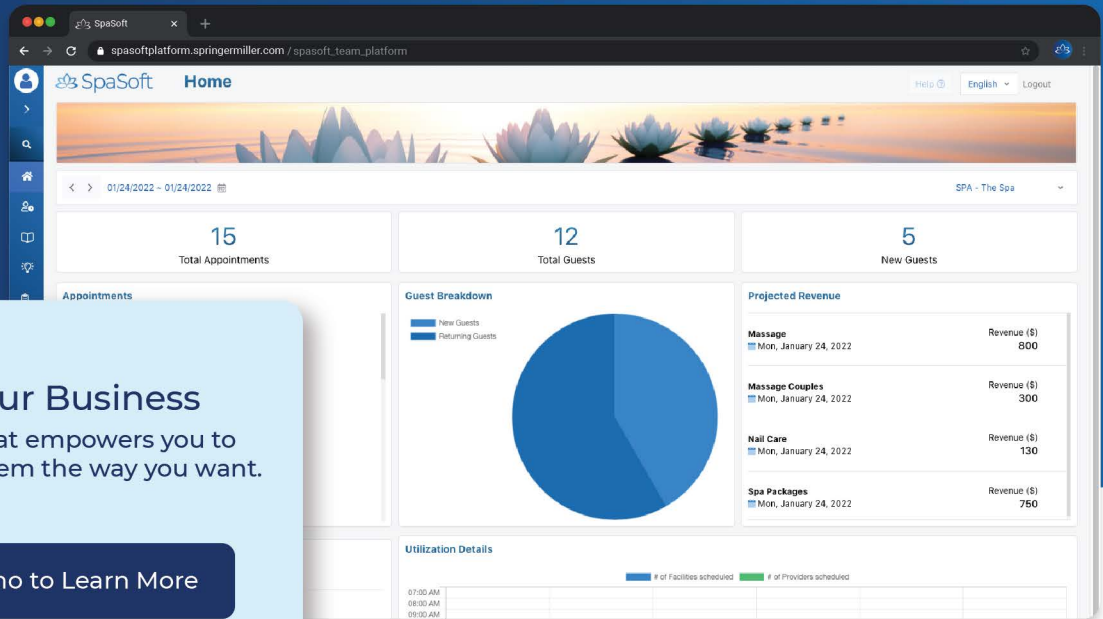 SpaSoft
spasoftplatform.springermiller.com / spasoft_team_platform
SpaSoft Home
Help
English
Logout
01/24/2022 ~ 01/24/2022
SPA - The Spa
15
Total Appointments
12
Total Guests
5
New Guests
Appointments
Guest Breakdown
New Guests
Returning Guests
Projected Revenue
Massage Revenue ($)
Mon, January 24, 2022 800
Massage Couples Revenue ($)
Mon, January 24, 2022 300
Nail Care Revenue ($)
Mon, January 24, 2022 130
Spa Packages Revenue ($)
Mon, January 24, 2022 750
ur Business
at empowers you to
em the way you want.
no to Learn More
Utilization Details
# of Facilities scheduled # of Providers scheduled
07:00 AM
08:00 AM
09:00 AM